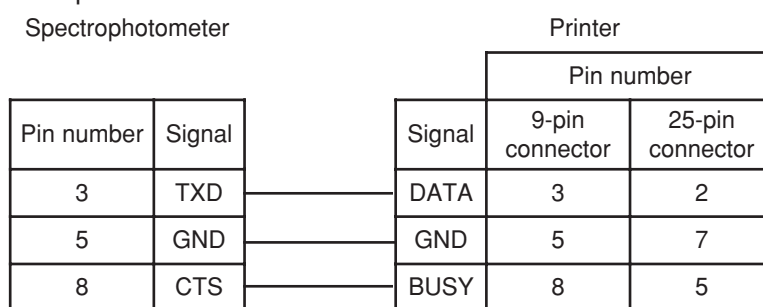 Spectrophotometer Printer
Pin number
Pin number Signal Signal 9-pin connector 25-pin connector
3 TXD DATA 3 2
5 GND GND 5 7
8 CTS BUSY 8 5